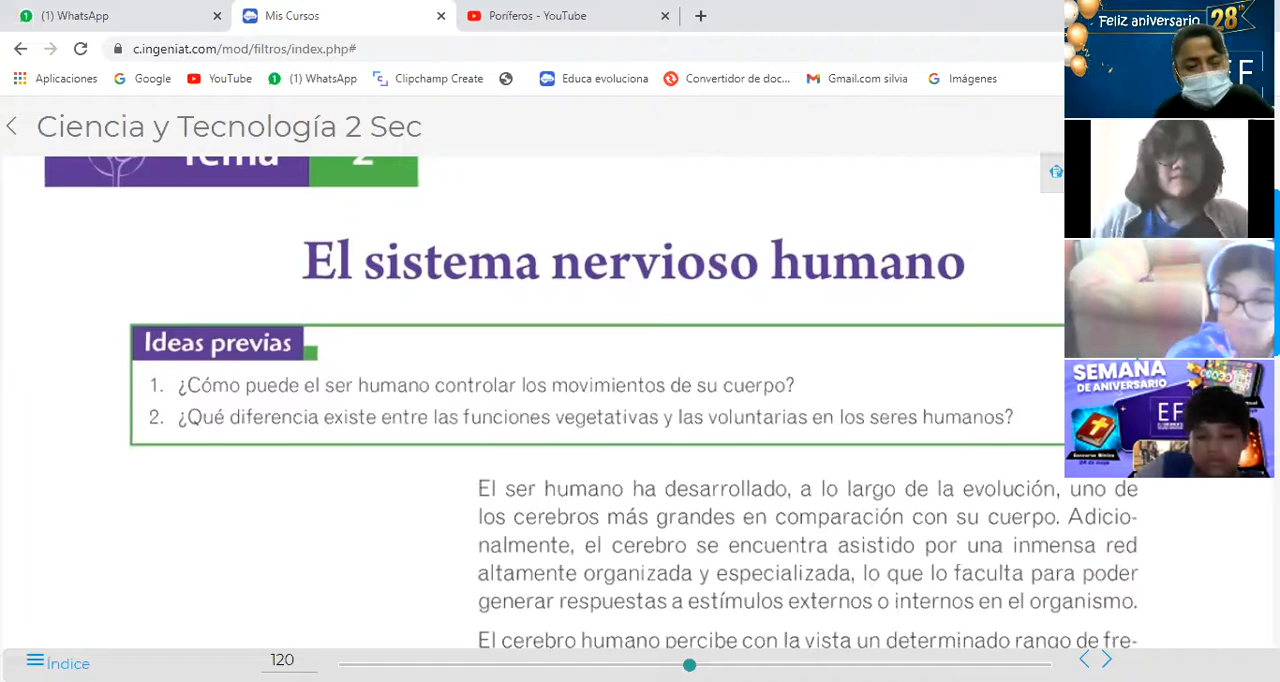 (1) WhatsApp
Mis Cursos
Poríferos - YouTube
c.ingeniat.com/mod/filtros/index.php#
Aplicaciones
Google
YouTube
(1) WhatsApp
Clipchamp Create
Educa evoluciona
Convertidor de doc...
Gmail.com silvia
Imágenes
Feliz aniversario 28
EF
Ciencia y Tecnología 2 Sec
Tema 2
El sistema nervioso humano
Ideas previas
1. ¿Cómo puede el ser humano controlar los movimientos de su cuerpo?
2. ¿Qué diferencia existe entre las funciones vegetativas y las voluntarias en los seres humanos?
SEMANA
DE ANIVERSARIO
EF
El ser humano ha desarrollado, a lo largo de la evolución, uno de
los cerebros más grandes en comparación con su cuerpo. Adicio-
nalmente, el cerebro se encuentra asistido por una inmensa red
altamente organizada y especializada, lo que lo faculta para poder
generar respuestas a estímulos externos o internos en el organismo.
El cerebro humano percibe con la vista un determinado rango de fre-
Índice
120